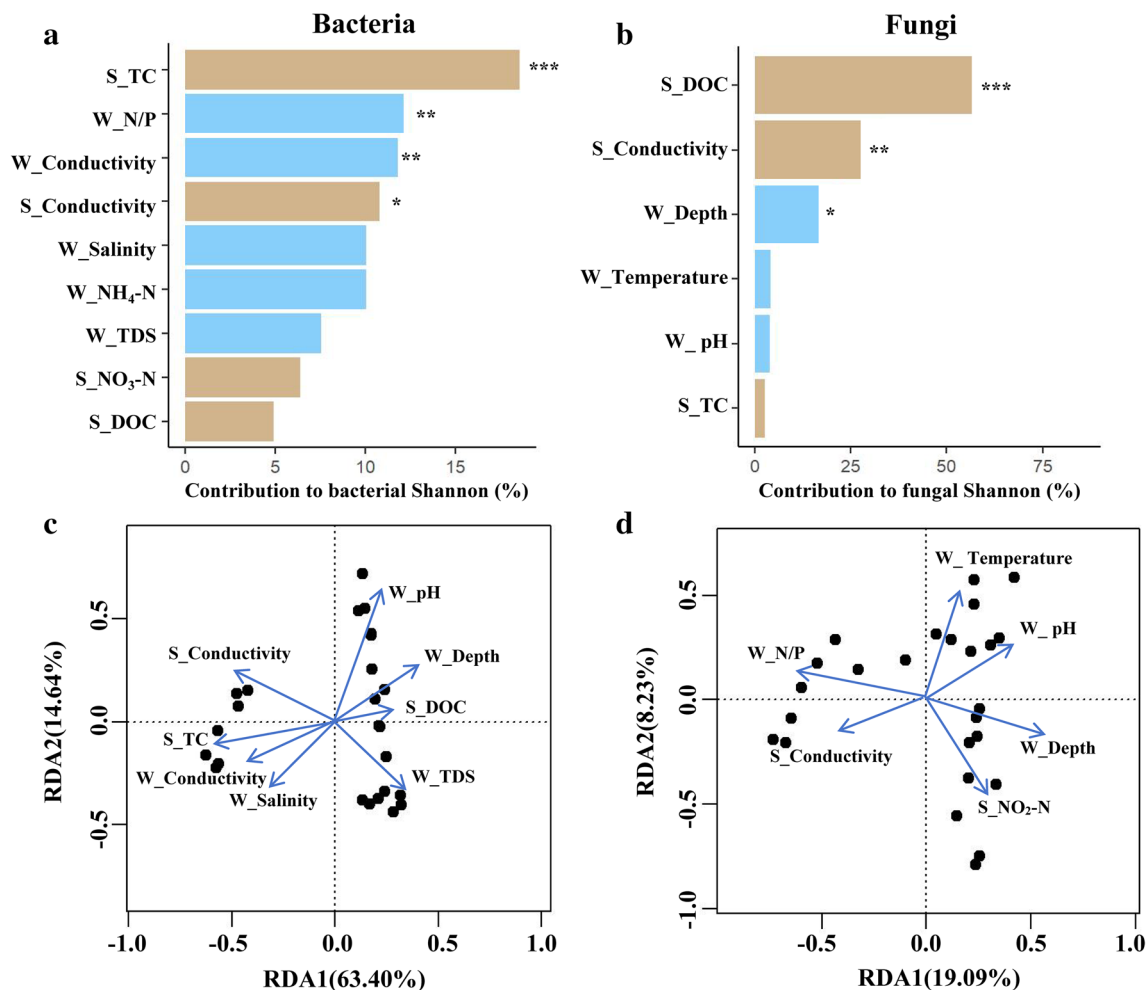 a
Bacteria
S_TC
***
W_N/P
**
W_Conductivity
**
S_Conductivity
*
W_Salinity
W_NH₄-N
W_TDS
S_NO₃-N
S_DOC
0
5
10
15
Contribution to bacterial Shannon (%)
b
Fungi
S_DOC
***
S_Conductivity
**
W_Depth
*
W_Temperature
W_ pH
S_TC
0
25
50
75
Contribution to fungal Shannon (%)
c
RDA2(14.64%)
0.5
0.0
-0.5
W_pH
S_Conductivity
W_Depth
S_DOC
S_TC
W_Conductivity
W_TDS
W_Salinity
-1.0
-0.5
0.0
0.5
1.0
RDA1(63.40%)
d
RDA2(8.23%)
0.5
0.0
-0.5
-1.0
W_ Temperature
W_ pH
W_N/P
W_Depth
S_Conductivity
S_NO₂-N
-0.5
0.0
0.5
1.0
RDA1(19.09%)